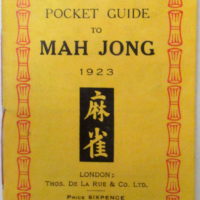 POCKET GUIDE
TO
MAH JONG
1923
麻
雀
LONDON:
THOS. DE LA RUE & CO. LTD.
PRICE SIXPENCE